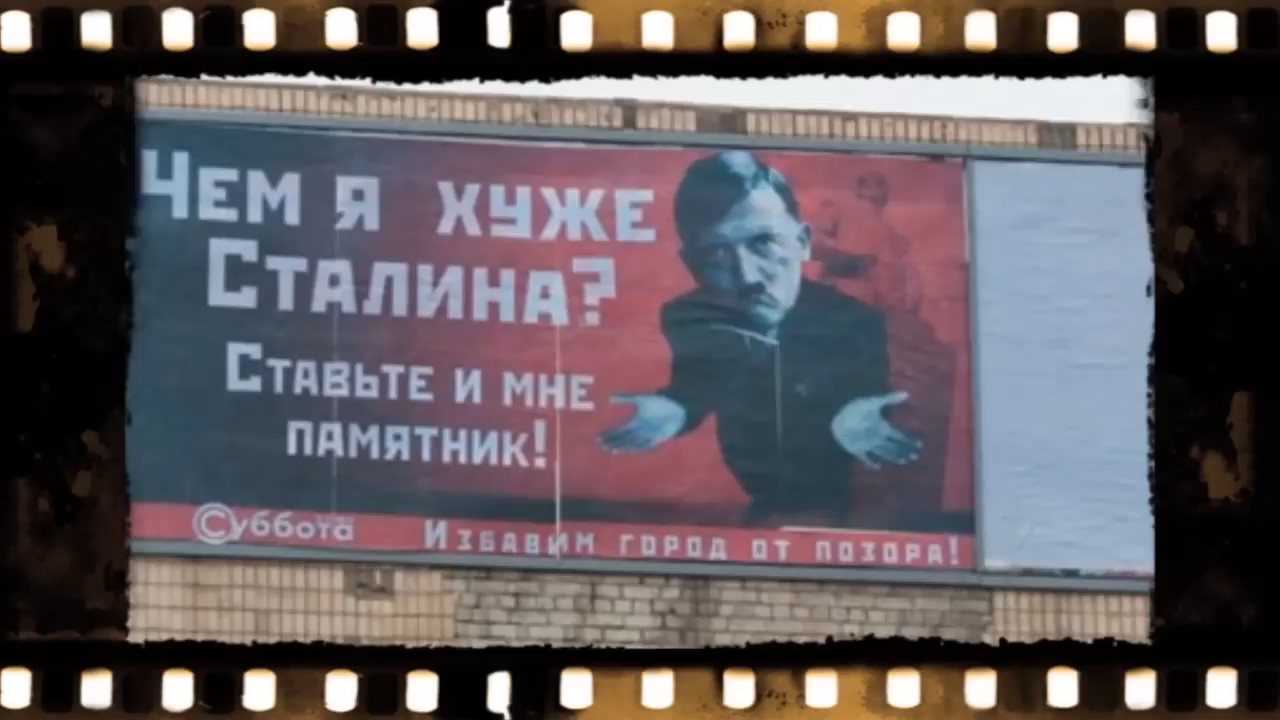 Чем я хуже
Сталина?
Ставьте и мне
памятник!
Суббота
Избавим город от позора!